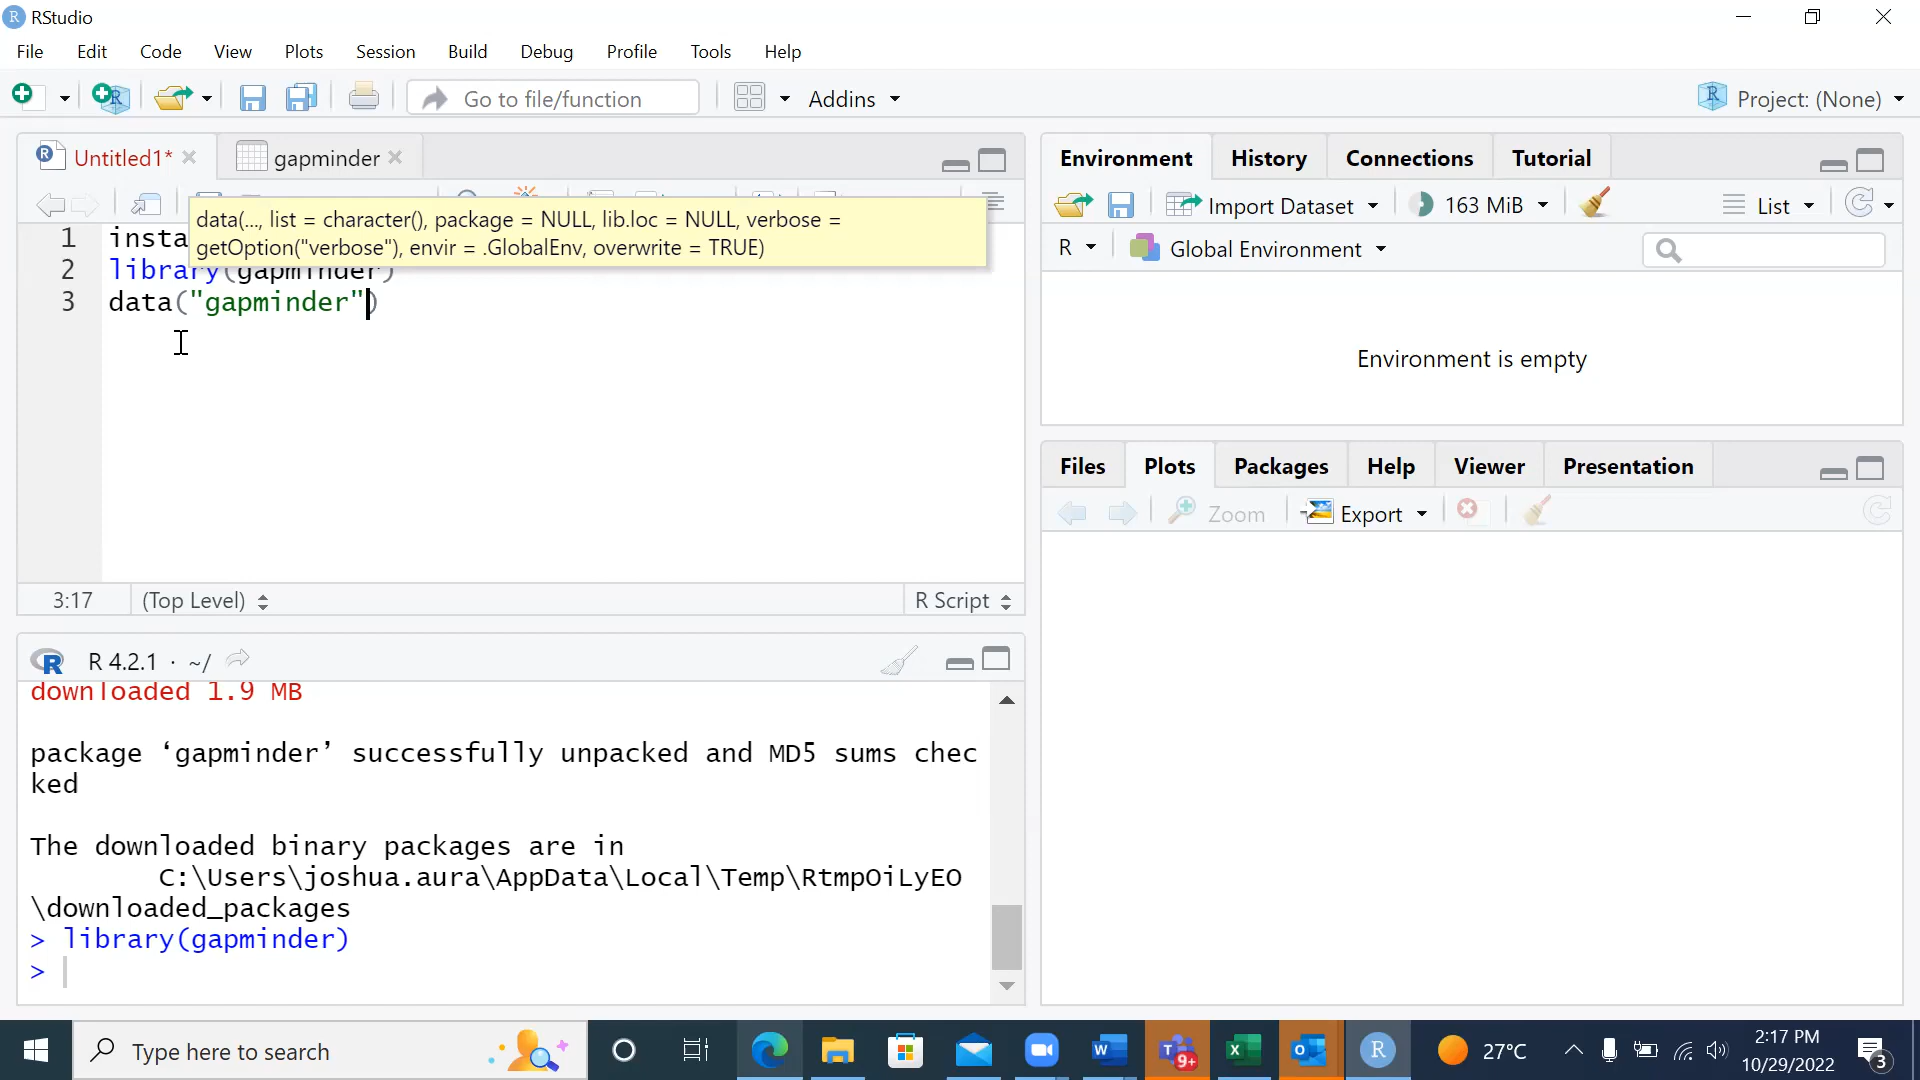 RStudio
File Edit Code View Plots Session Build Debug Profile Tools Help
Go to file/function Addins Project: (None)
Untitled1* gapminder
data(..., list = character(), package = NULL, lib.loc = NULL, verbose =
getOption("verbose"), envir = .GlobalEnv, overwrite = TRUE)
1 insta
2 library(gapminder)
3 data("gapminder")
3:17 (Top Level) R Script
R 4.2.1 · ~/
downloaded 1.9 MB
package ‘gapminder’ successfully unpacked and MD5 sums chec
ked
The downloaded binary packages are in
C:\Users\joshua.aura\AppData\Local\Temp\RtmpOiLyEO
\downloaded_packages
> library(gapminder)
>
Environment History Connections Tutorial
Import Dataset 163 MiB List
R Global Environment
Environment is empty
Files Plots Packages Help Viewer Presentation
Zoom Export
Type here to search
9+
27°C
2:17 PM
10/29/2022
3